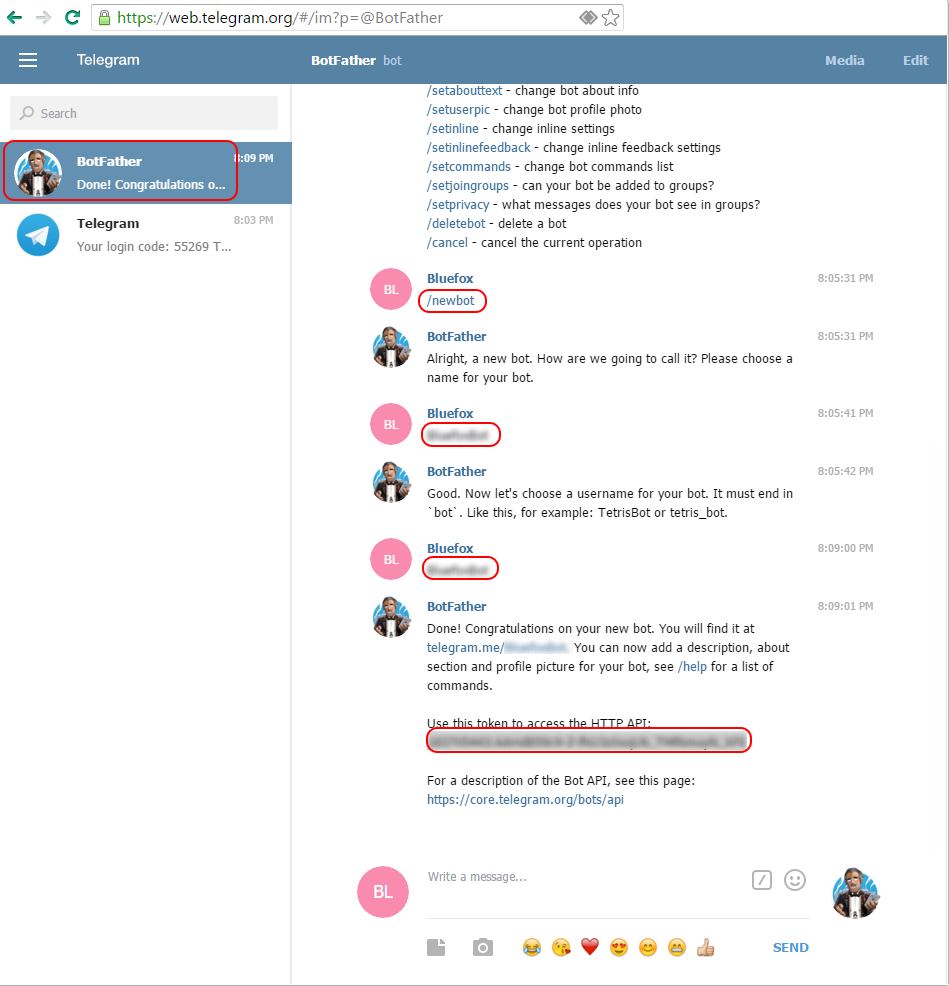 https://web.telegram.org/#/im?p=@BotFather
Telegram
BotFather bot
Media
Edit
Search
BotFather
8:09 PM
Done! Congratulations o...
Telegram
8:03 PM
Your login code: 55269 T...
/setabouttext - change bot about info
/setuserpic - change bot profile photo
/setinline - change inline settings
/setinlinefeedback - change inline feedback settings
/setcommands - change bot commands list
/setjoingroups - can your bot be added to groups?
/setprivacy - what messages does your bot see in groups?
/deletebot - delete a bot
/cancel - cancel the current operation
BL
Bluefox
8:05:31 PM
/newbot
BotFather
8:05:31 PM
Alright, a new bot. How are we going to call it? Please choose a
name for your bot.
BL
Bluefox
8:05:41 PM
BotFather
8:05:42 PM
Good. Now let's choose a username for your bot. It must end in
`bot`. Like this, for example: TetrisBot or tetris_bot.
BL
Bluefox
8:09:00 PM
BotFather
8:09:01 PM
Done! Congratulations on your new bot. You will find it at
telegram.me/ You can now add a description, about
section and profile picture for your bot, see /help for a list of
commands.
Use this token to access the HTTP API:
For a description of the Bot API, see this page:
https://core.telegram.org/bots/api
BL
Write a message...
SEND